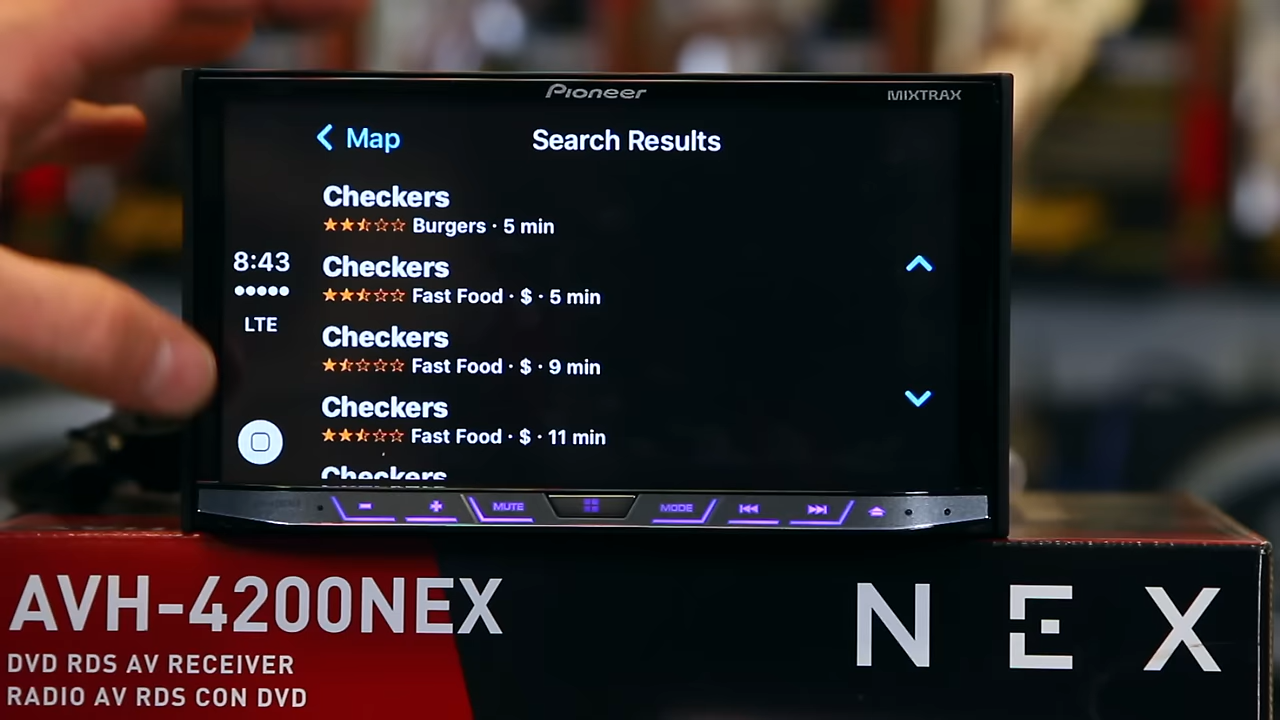 Pioneer
MIXTRAX
Map
Search Results
Checkers
Burgers · 5 min
8:43
Checkers
Fast Food · $ · 5 min
LTE
Checkers
Fast Food · $ · 9 min
Checkers
Fast Food · $ · 11 min
Checkers
MUTE
MODE
AVH-4200NEX
NEX
DVD RDS AV RECEIVER
RADIO AV RDS CON DVD